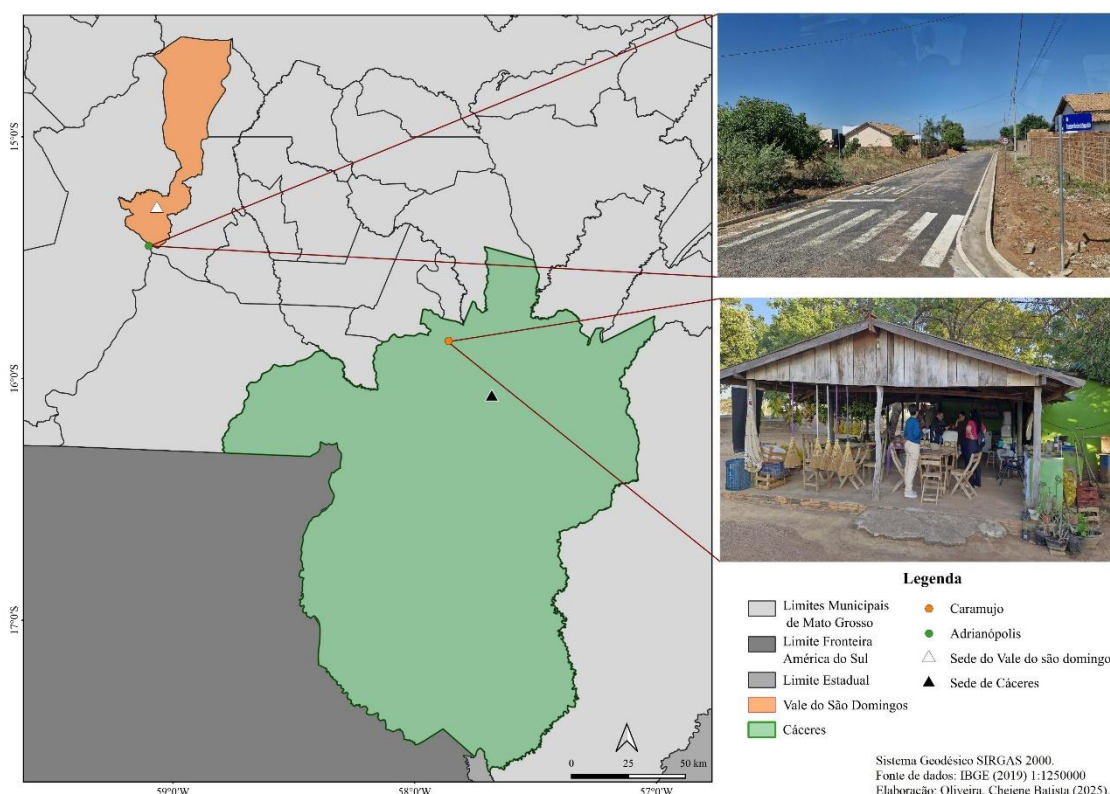 15°0'S
16°0'S
17°0'S
59°0'W
58°0'W
57°0'W
0 25 50 km
Legenda
Limites Municipais
de Mato Grosso
Limite Fronteira
América do Sul
Limite Estadual
Vale do São Domingos
Cáceres
Caramujo
Adrianópolis
Sede do Vale do são domingo
Sede de Cáceres
Sistema Geodésico SIRGAS 2000.
Fonte de dados: IBGE (2019) 1:1250000
Elaboração: Oliveira, Cheiene Batista (2025).